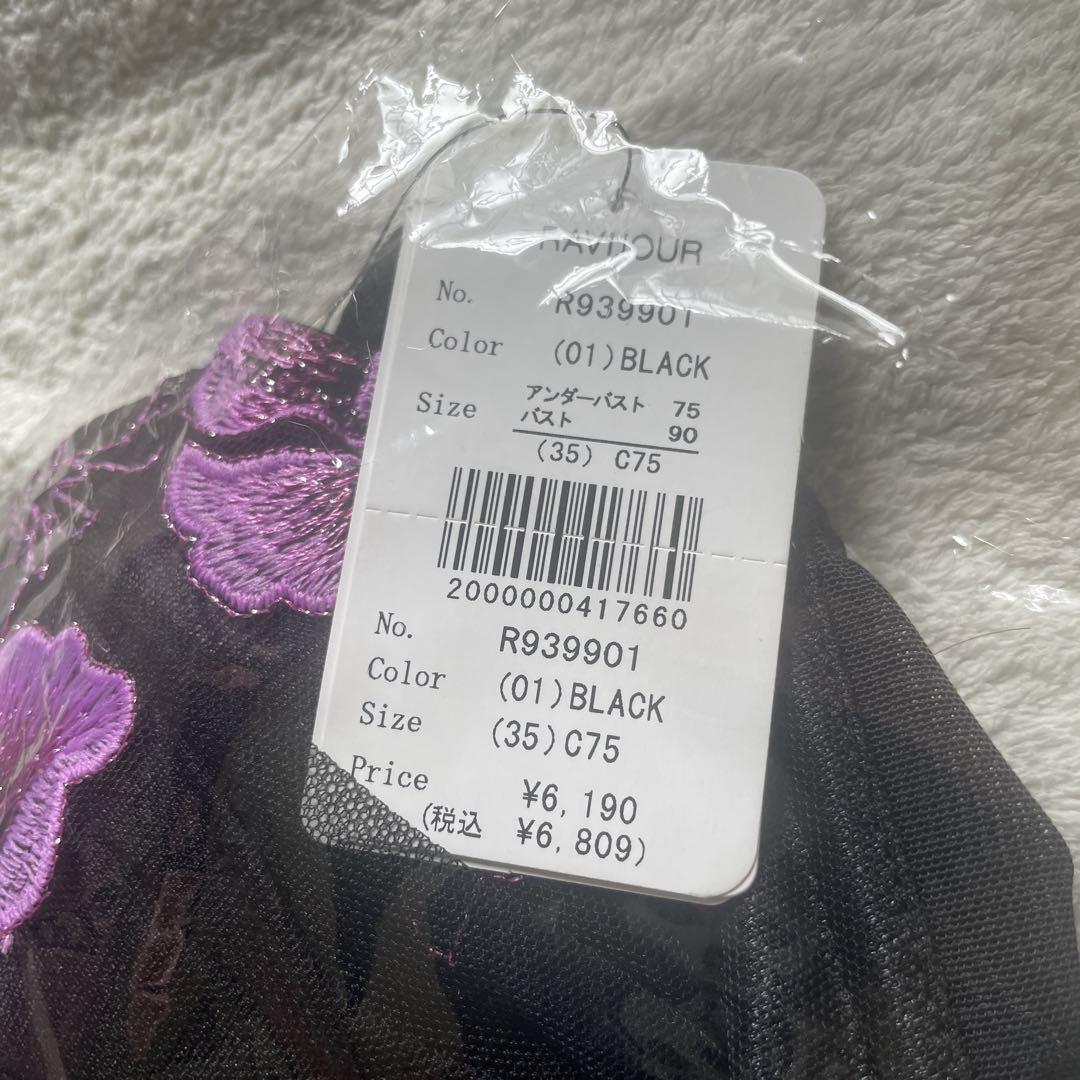 RAVIJOUR
No. R939901
Color (01)BLACK
Size アンダーバスト 75
バスト 90
(35) C75
2000000417660
No. R939901
Color (01)BLACK
Size (35)C75
Price ¥6,190
(税込 ¥6,809)